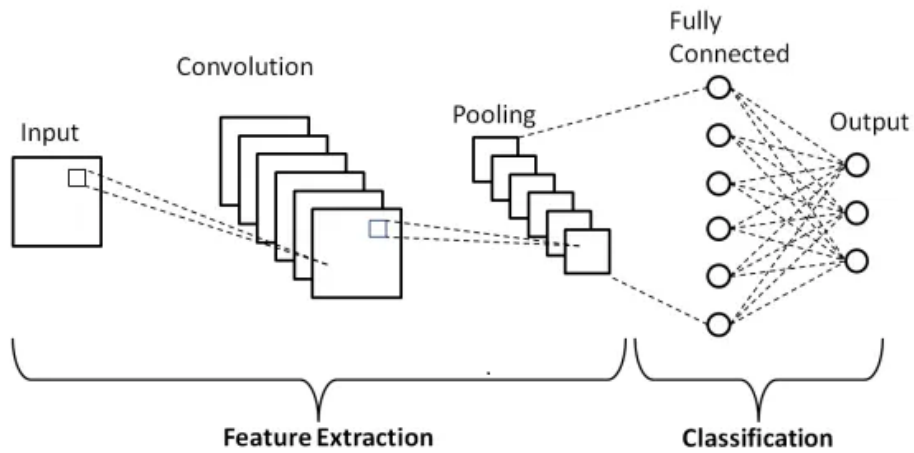 Input
Convolution
Pooling
Fully
Connected
Output
Feature Extraction
Classification